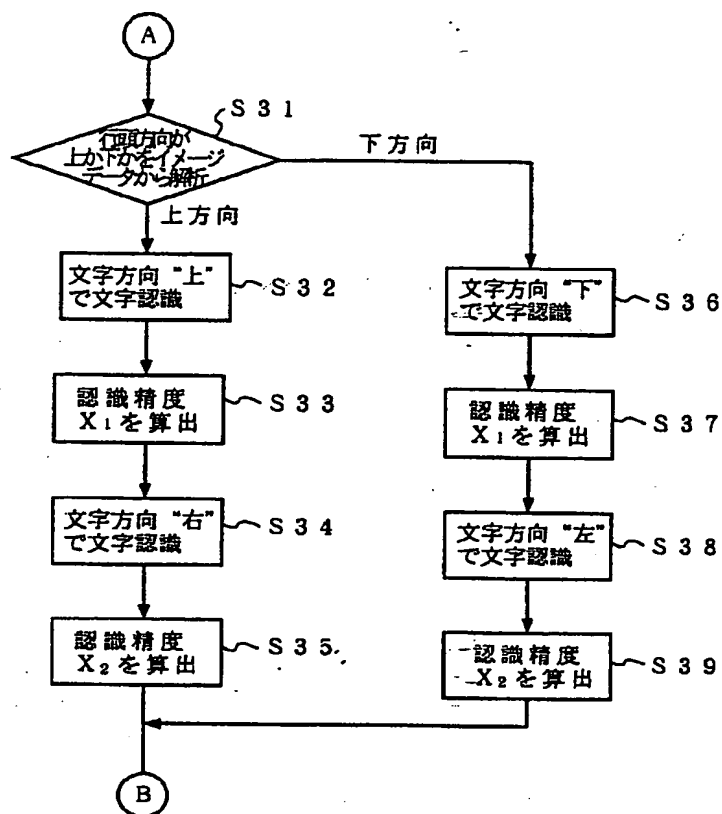 A
S31
行頭方向が
上か下かをイメージ
データから解析
下方向
上方向
文字方向 "上"
で文字認識
S32
認識精度
X₁を算出
S33
文字方向 "右"
で文字認識
S34
認識精度
X₂を算出
S35
文字方向 "下"
で文字認識
S36
認識精度
X₁を算出
S37
文字方向 "左"
で文字認識
S38
認識精度
X₂を算出
S39
B